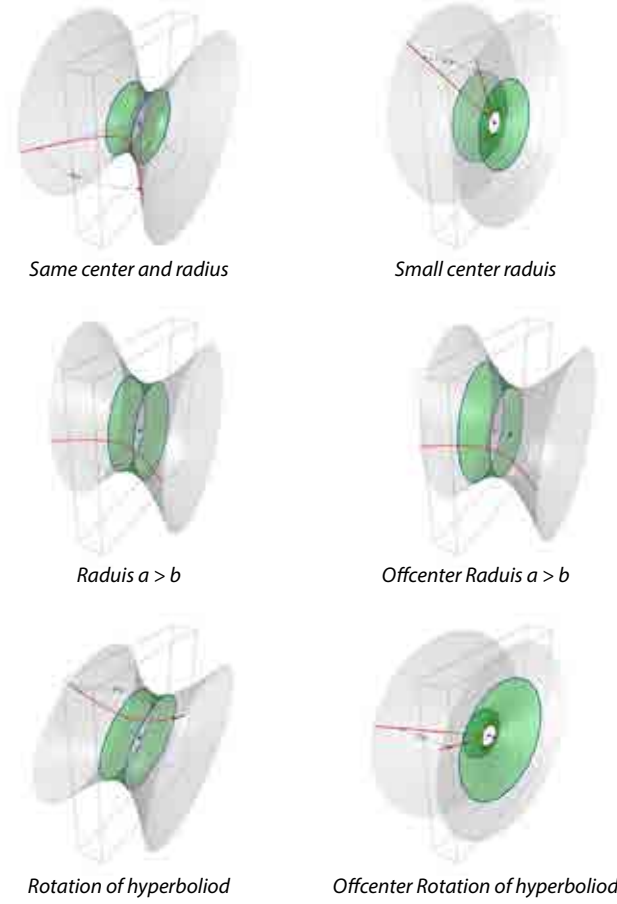 Same center and radius
Small center raduis
Raduis a > b
Offcenter Raduis a > b
Rotation of hyperboliod
Offcenter Rotation of hyperboliod